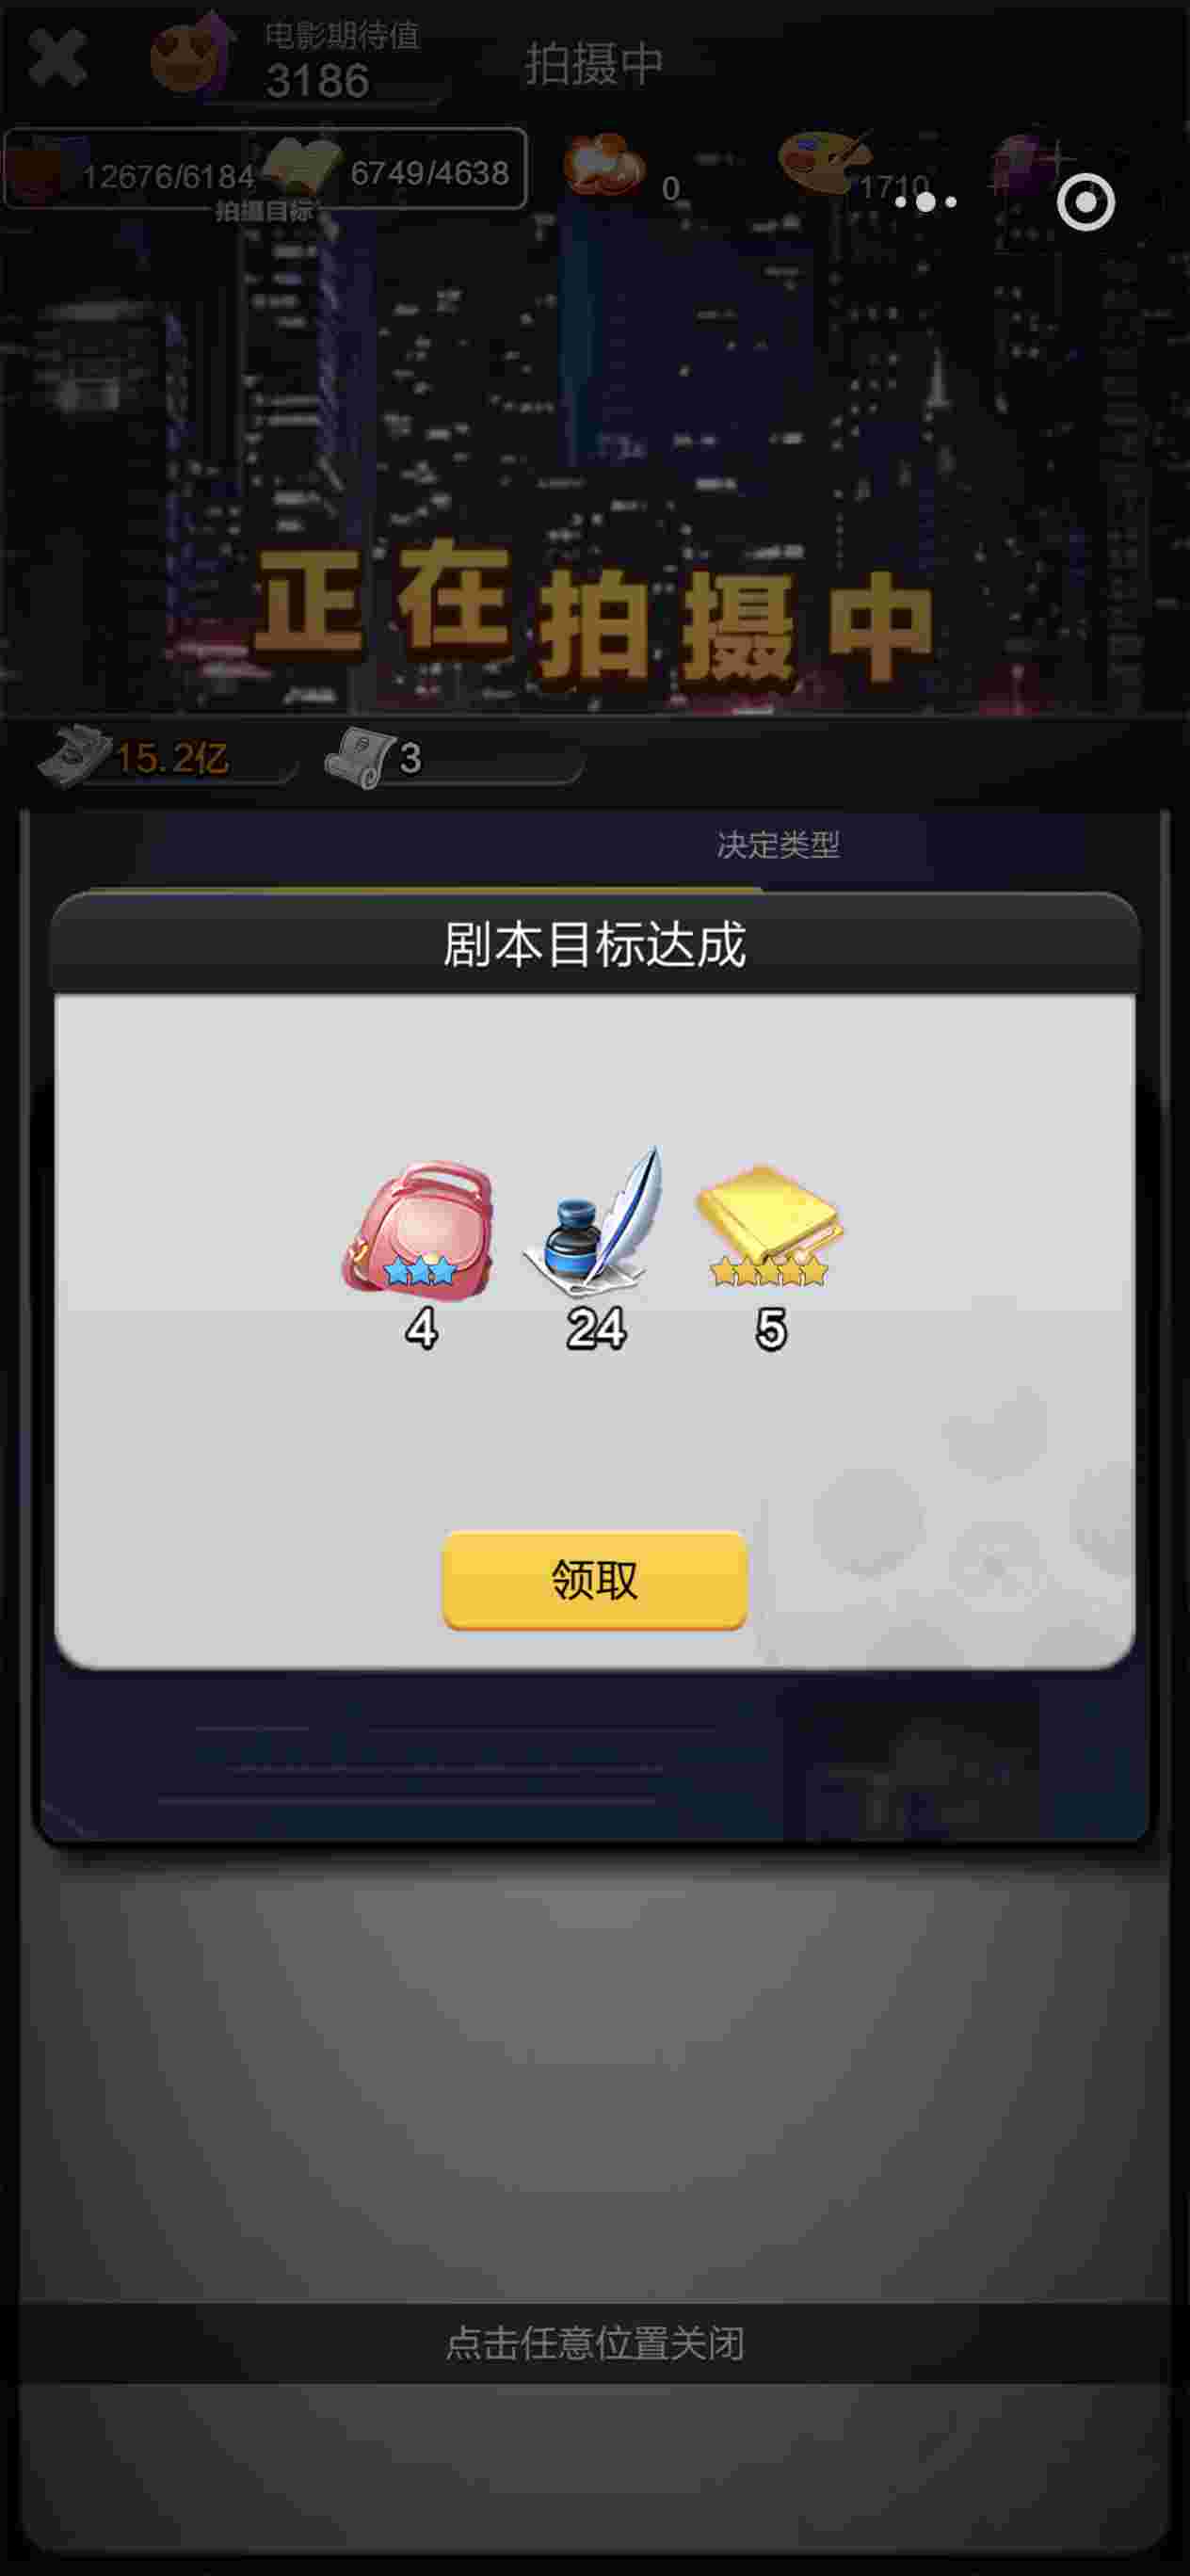 电影期待值
3186
拍摄中
12676/6184
6749/4638
0
1710
拍摄目标
正在拍摄中
15.2亿
3
决定类型
剧本目标达成
4
24
5
领取
点击任意位置关闭